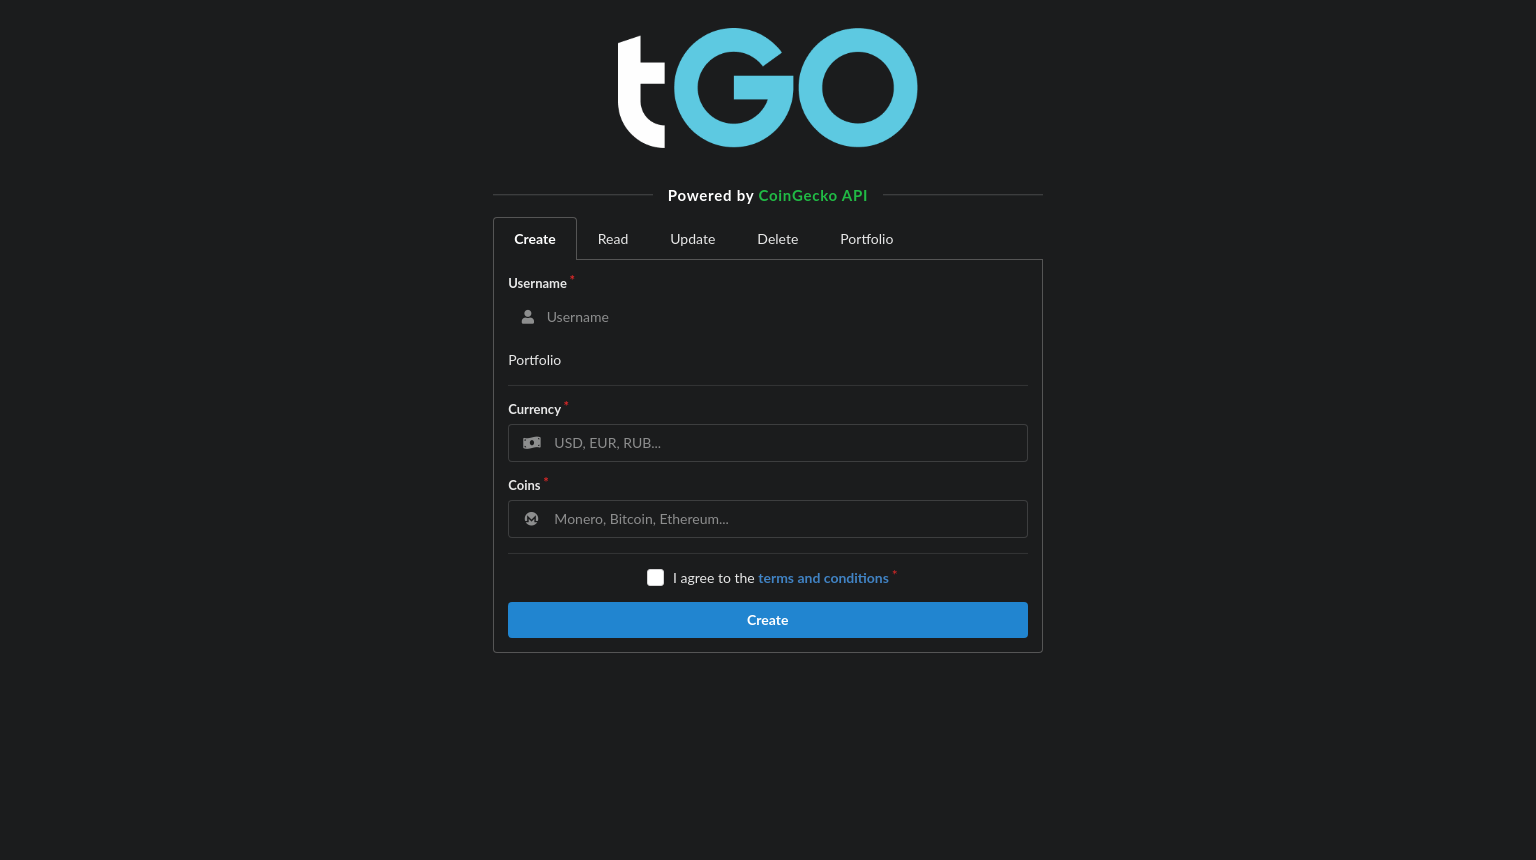 tGO
Powered by CoinGecko API
Create Read Update Delete Portfolio
Username *
Username
Portfolio
Currency *
USD, EUR, RUB...
Coins *
Monero, Bitcoin, Ethereum...
I agree to the terms and conditions *
Create